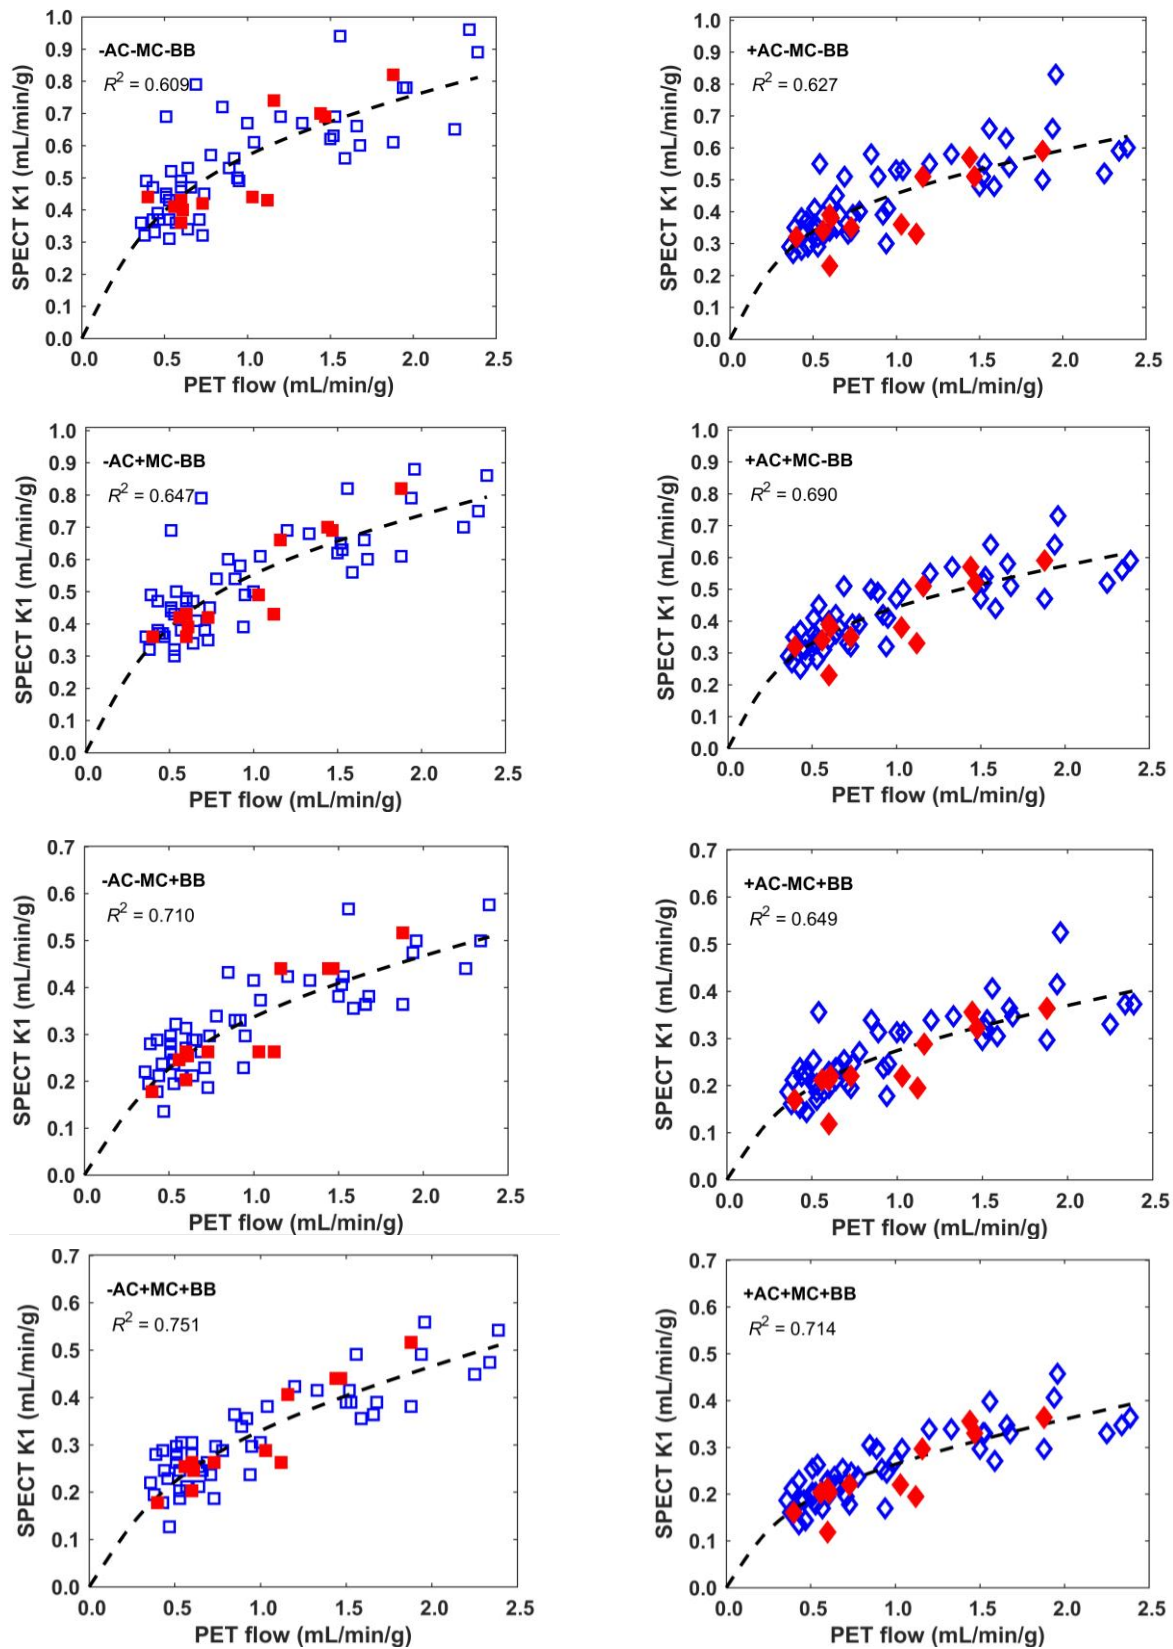 1.0
0.9
0.8
0.7
0.6
0.5
0.4
0.3
0.2
0.1
0.0
SPECT K1 (mL/min/g)
-AC-MC-BB
R² = 0.609
0.0 0.5 1.0 1.5 2.0 2.5
PET flow (mL/min/g)
1.0
0.9
0.8
0.7
0.6
0.5
0.4
0.3
0.2
0.1
0.0
SPECT K1 (mL/min/g)
+AC-MC-BB
R² = 0.627
0.0 0.5 1.0 1.5 2.0 2.5
PET flow (mL/min/g)
1.0
0.9
0.8
0.7
0.6
0.5
0.4
0.3
0.2
0.1
0.0
SPECT K1 (mL/min/g)
-AC+MC-BB
R² = 0.647
0.0 0.5 1.0 1.5 2.0 2.5
PET flow (mL/min/g)
1.0
0.9
0.8
0.7
0.6
0.5
0.4
0.3
0.2
0.1
0.0
SPECT K1 (mL/min/g)
+AC+MC-BB
R² = 0.690
0.0 0.5 1.0 1.5 2.0 2.5
PET flow (mL/min/g)
0.7
0.6
0.5
0.4
0.3
0.2
0.1
0.0
SPECT K1 (mL/min/g)
-AC-MC+BB
R² = 0.710
0.0 0.5 1.0 1.5 2.0 2.5
PET flow (mL/min/g)
0.7
0.6
0.5
0.4
0.3
0.2
0.1
0.0
SPECT K1 (mL/min/g)
+AC-MC+BB
R² = 0.649
0.0 0.5 1.0 1.5 2.0 2.5
PET flow (mL/min/g)
0.7
0.6
0.5
0.4
0.3
0.2
0.1
0.0
SPECT K1 (mL/min/g)
-AC+MC+BB
R² = 0.751
0.0 0.5 1.0 1.5 2.0 2.5
PET flow (mL/min/g)
0.7
0.6
0.5
0.4
0.3
0.2
0.1
0.0
SPECT K1 (mL/min/g)
+AC+MC+BB
R² = 0.714
0.0 0.5 1.0 1.5 2.0 2.5
PET flow (mL/min/g)